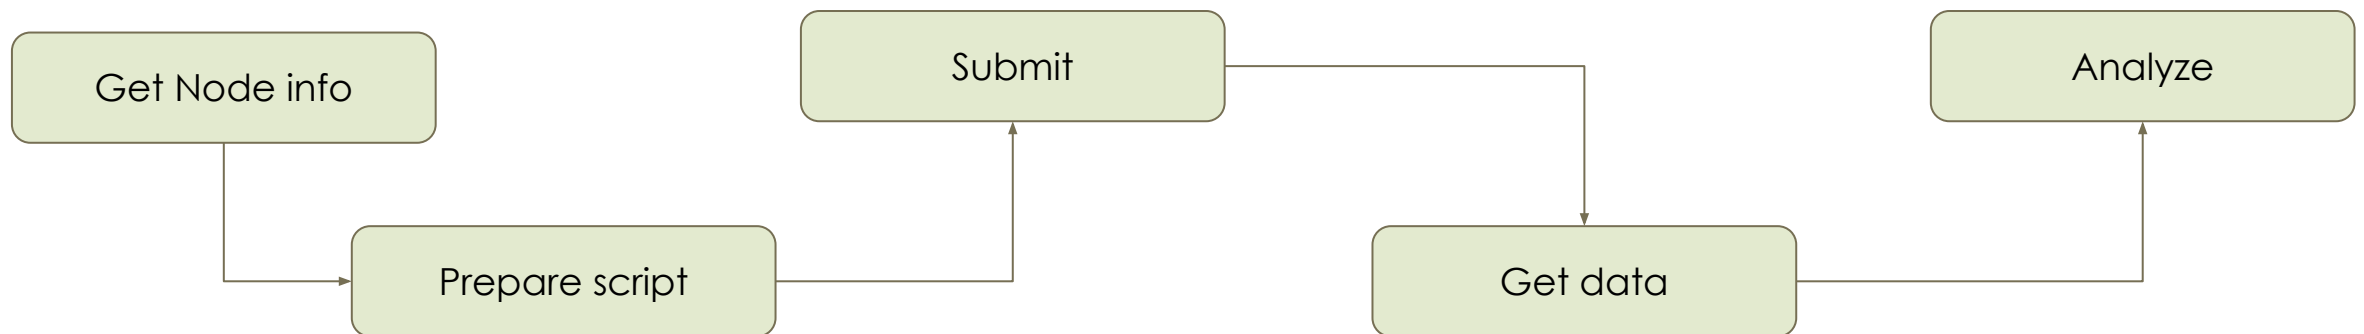 Get Node info
Prepare script
Submit
Get data
Analyze